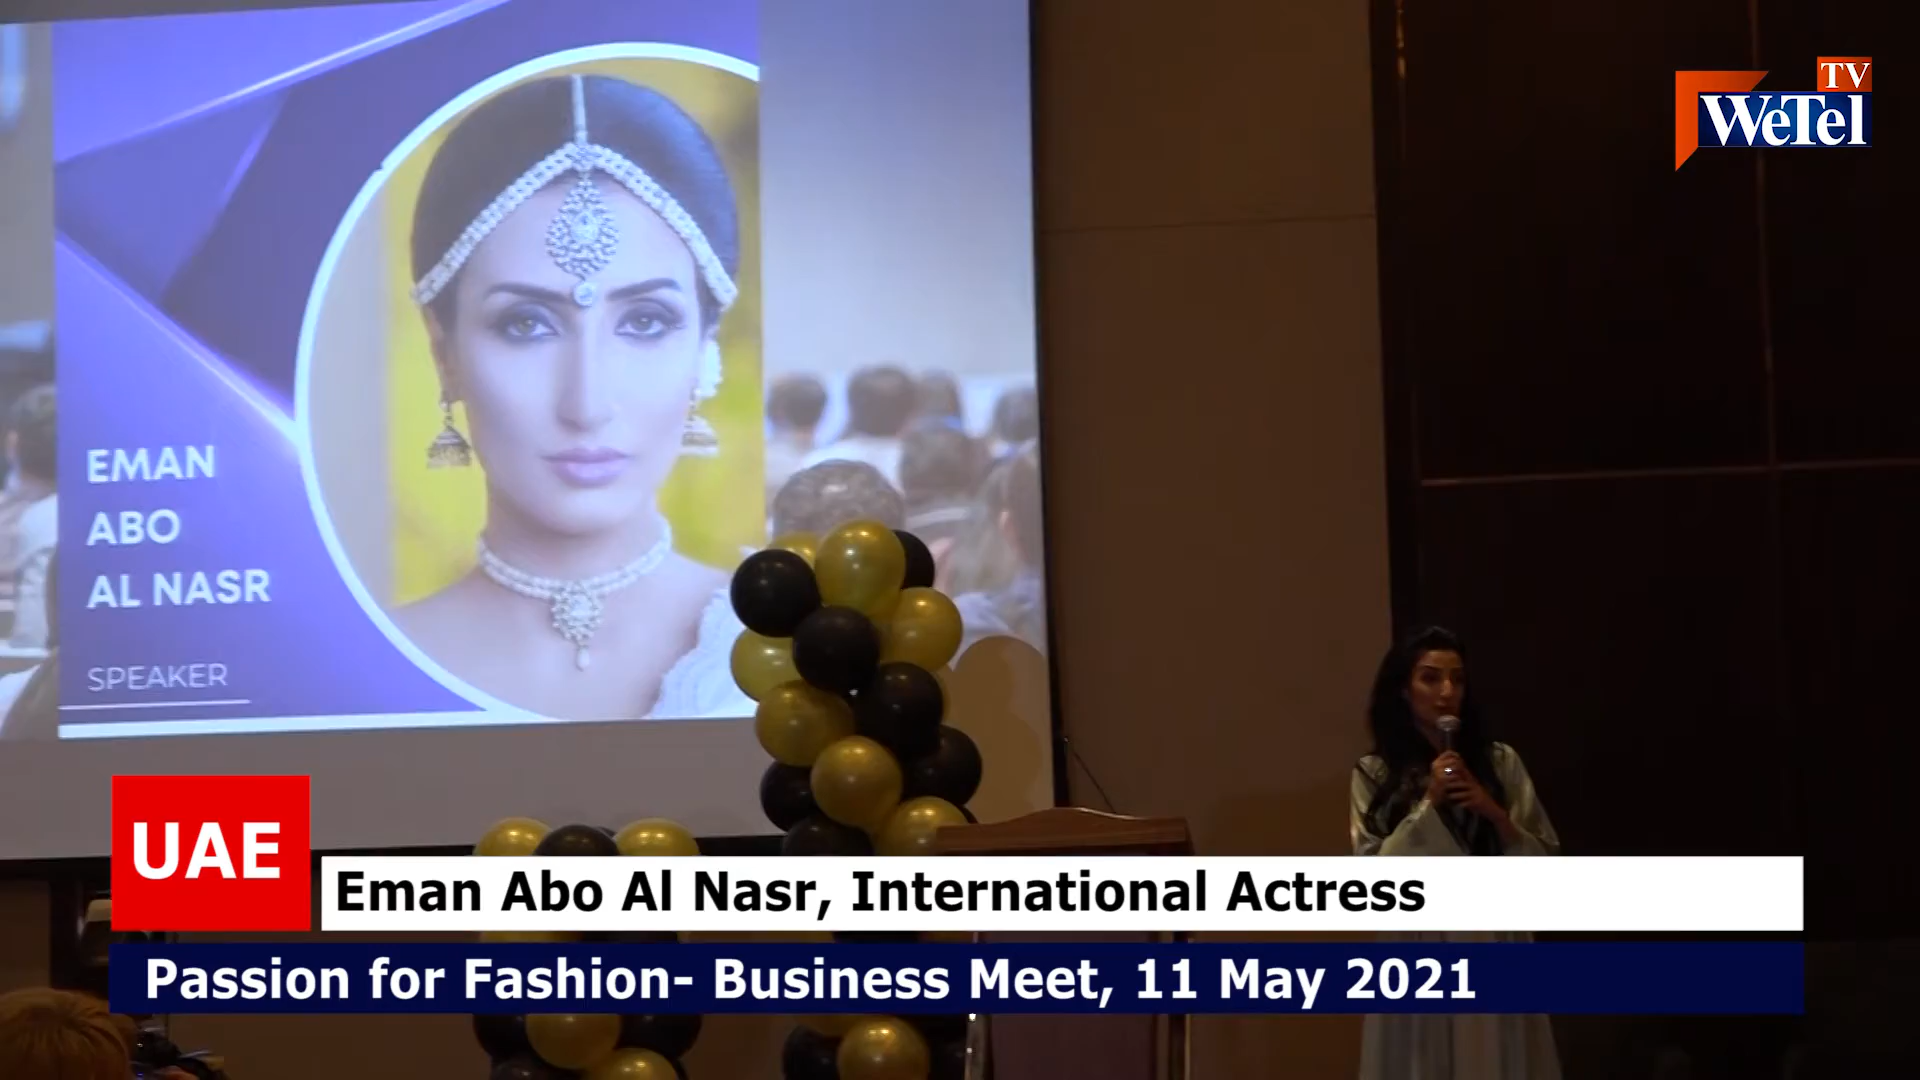 TV
WeTel
EMAN
ABO
AL NASR
SPEAKER
UAE
Eman Abo Al Nasr, International Actress
Passion for Fashion- Business Meet, 11 May 2021